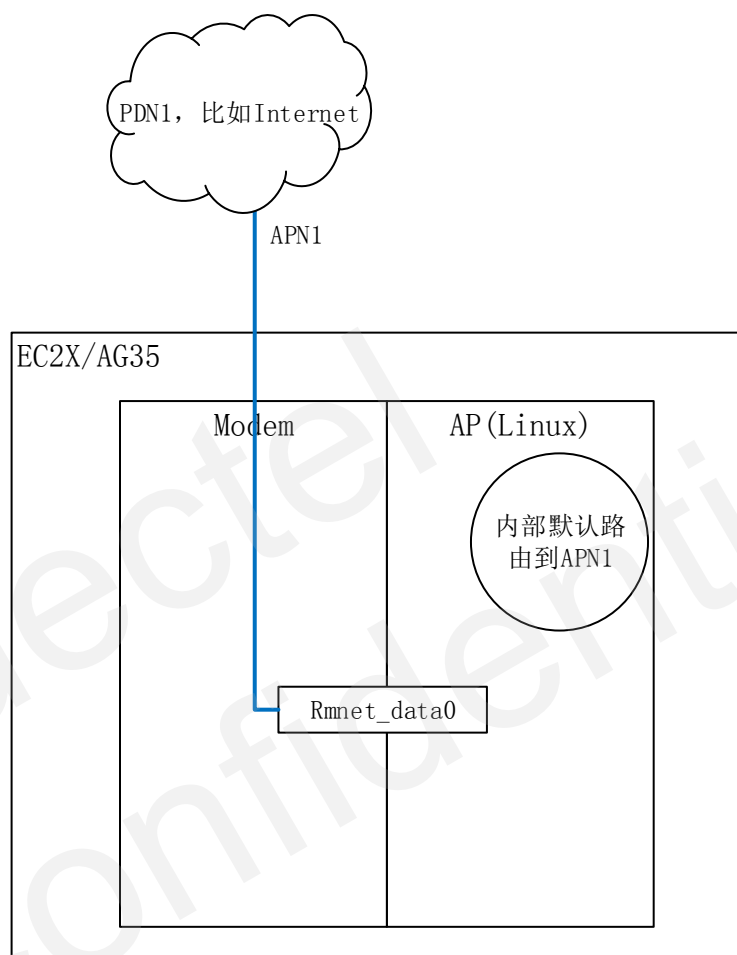 PDN1，比如Internet
APN1
EC2X/AG35
Modem
AP(Linux)
内部默认路
由到APN1
Rmnet_data0